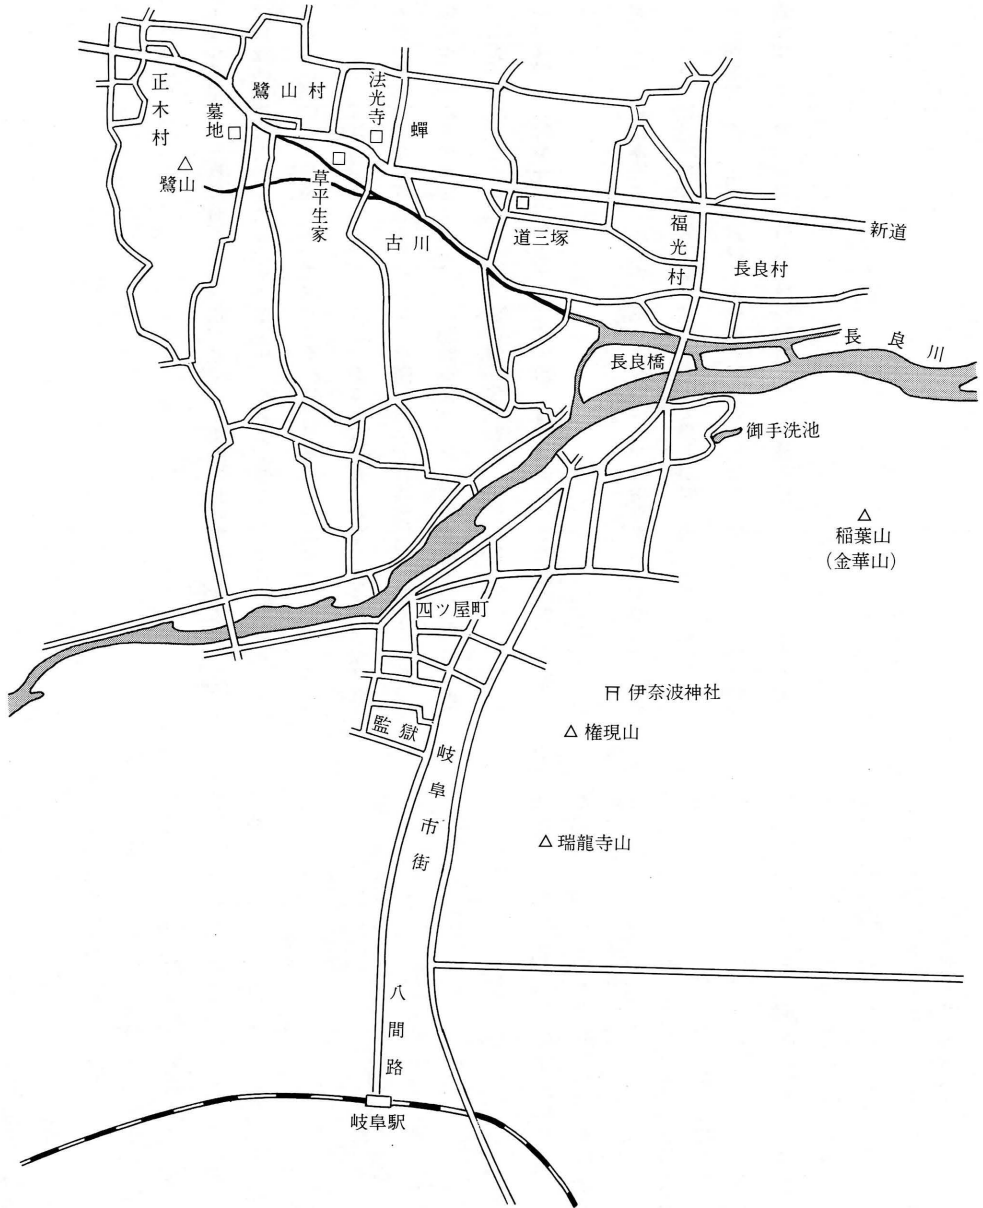 正木村
墓地
鷺山村
法光寺
蟬
鷺山
草平生家
古川
道三塚
福光村
新道
長良村
長良川
長良橋
御手洗池
稲葉山
(金華山)
四ツ屋町
伊奈波神社
監獄
権現山
岐阜市街
瑞龍寺山
八間路
岐阜駅